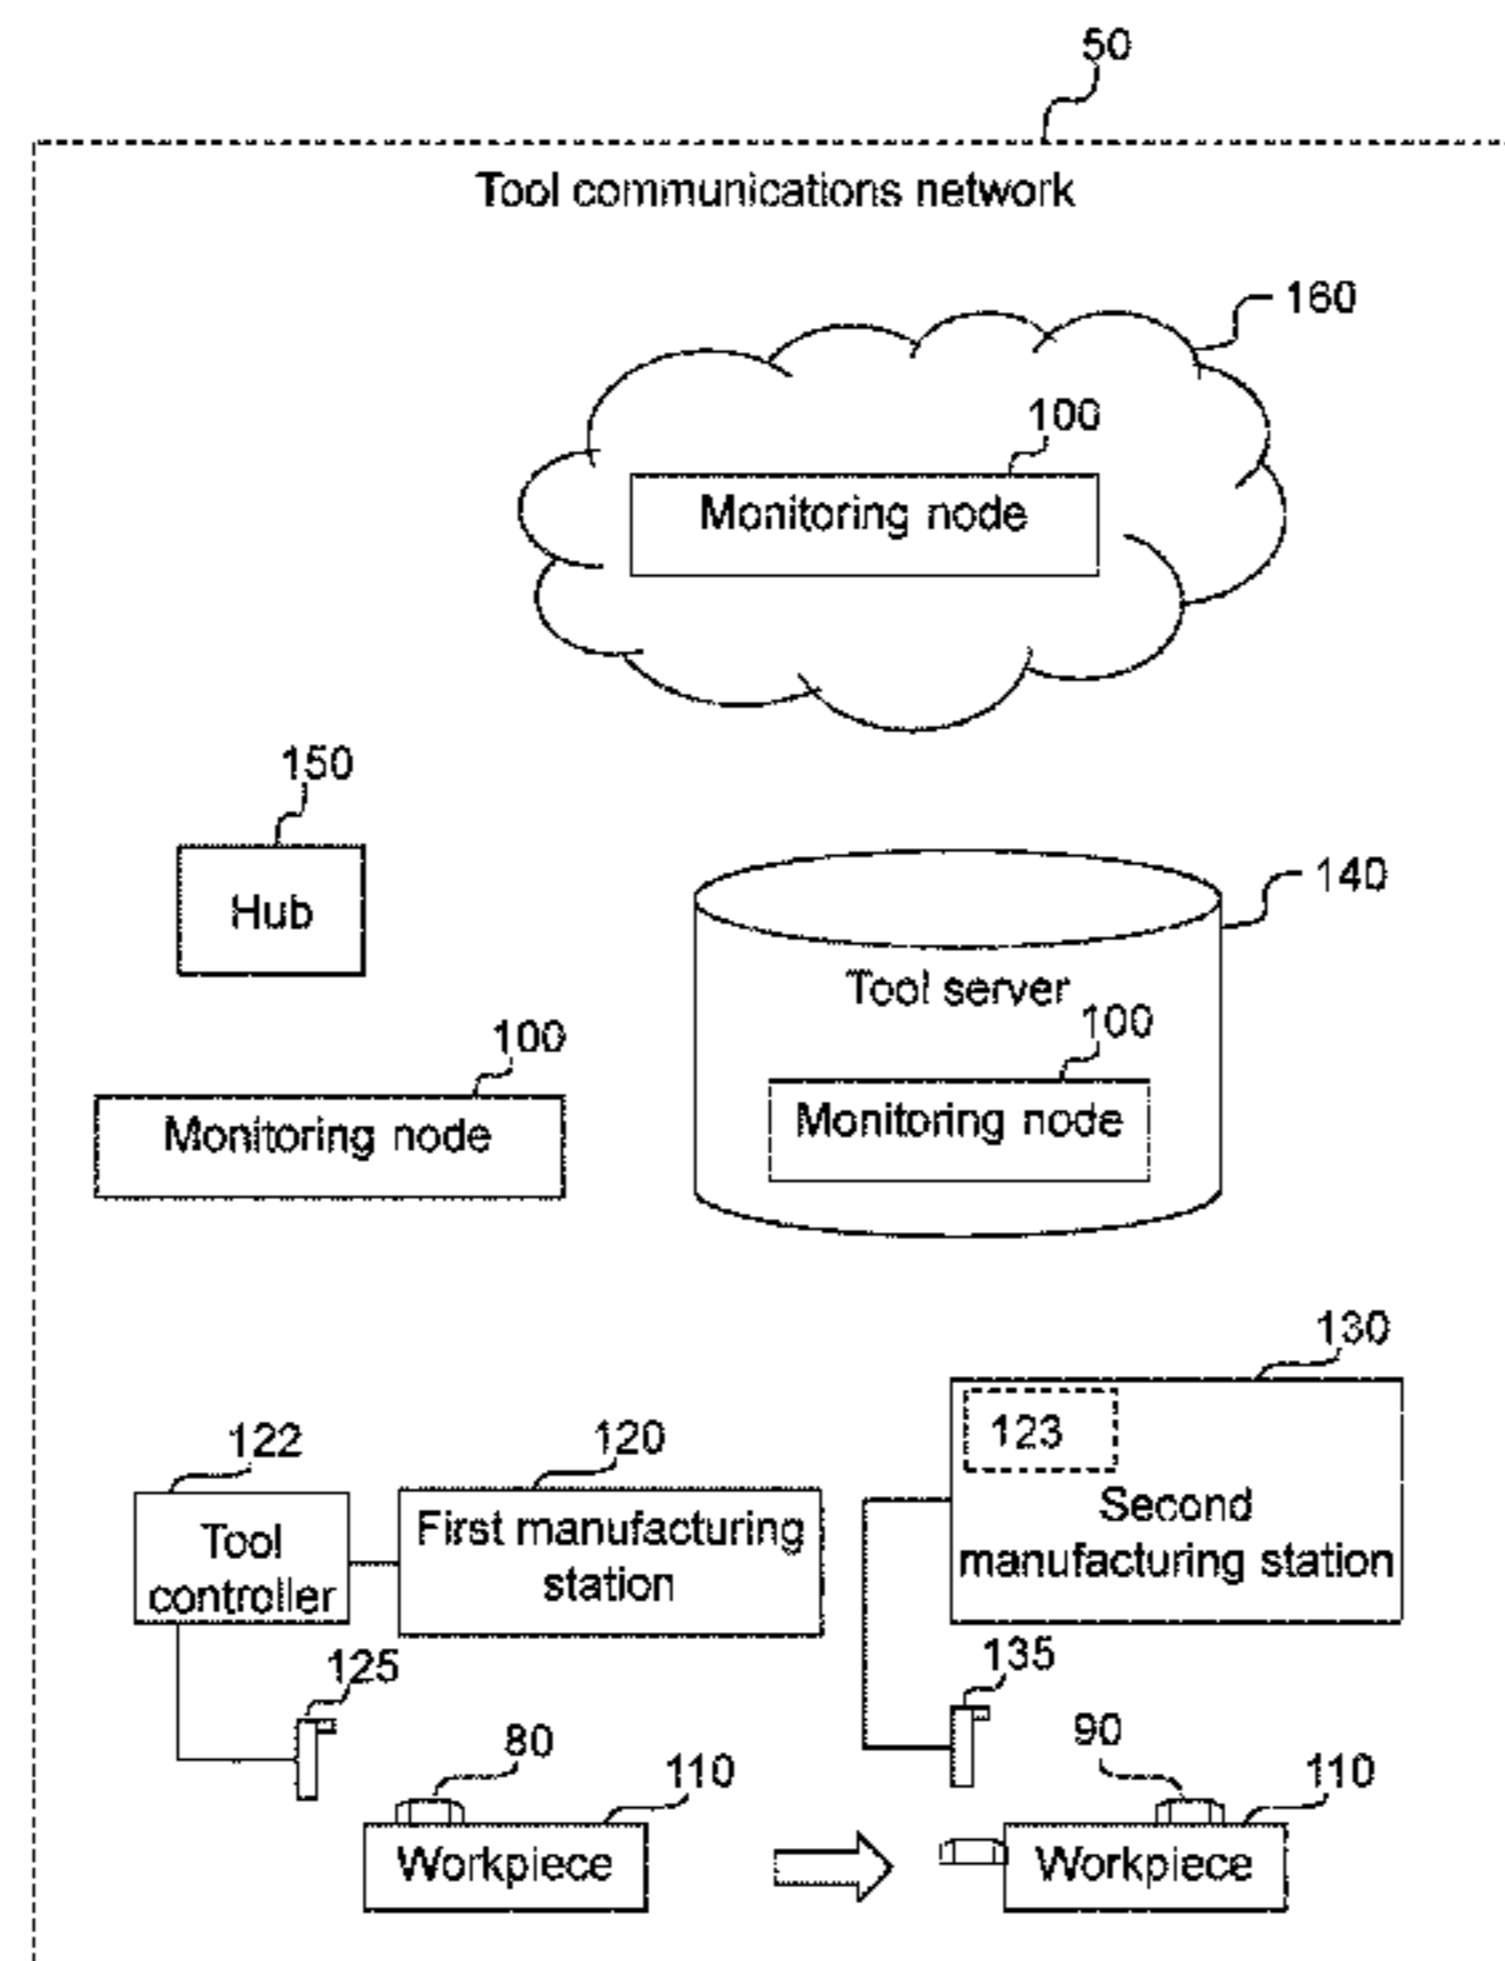 50
Tool communications network
160
100
Monitoring node
150
Hub
140
Tool server
100
Monitoring node
100
Monitoring node
130
123
Second
manufacturing station
122
Tool
controller
120
First manufacturing
station
125
135
80
110
Workpiece
90
110
Workpiece